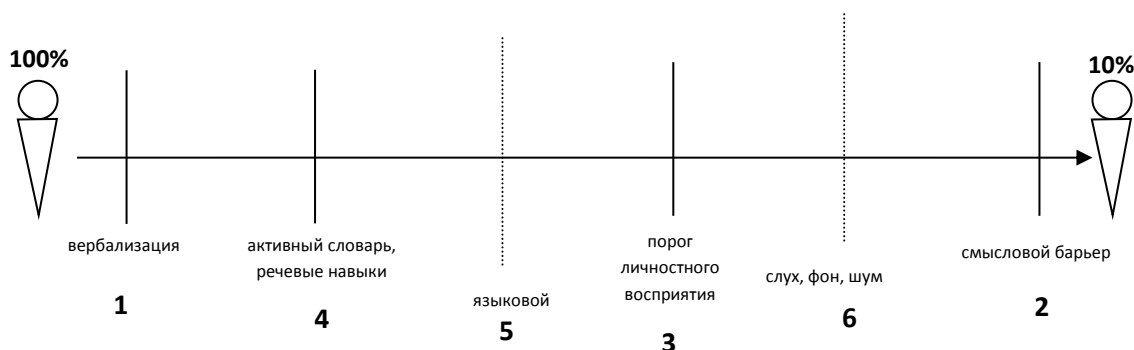 100%
10%
вербализация
1
активный словарь,
речевые навыки
4
языковой
5
порог
личностного
восприятия
3
слух, фон, шум
6
смысловой барьер
2